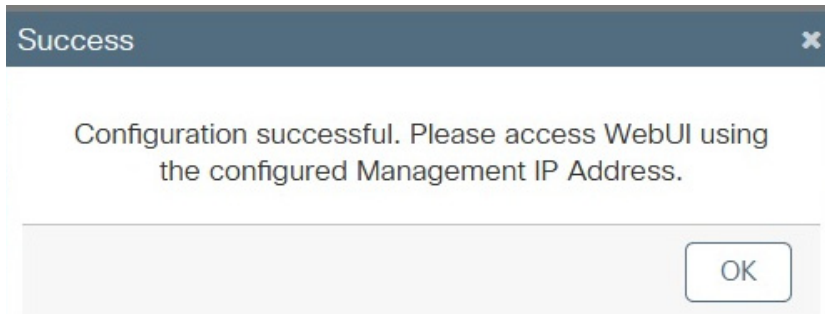 Success
Configuration successful. Please access WebUI using
the configured Management IP Address.
OK